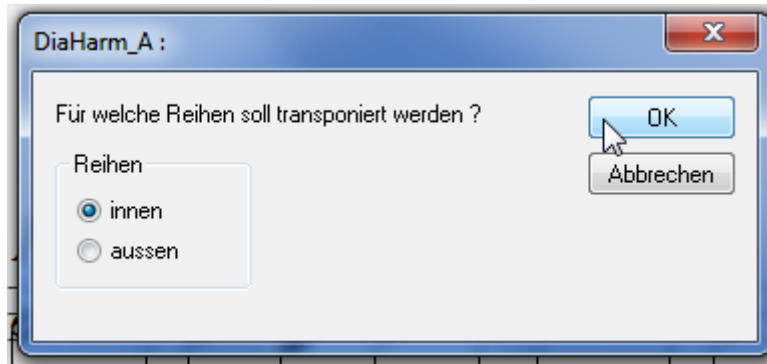 DiaHarm_A :
Für welche Reihen soll transponiert werden ?
OK
Abbrechen
Reihen
innen
aussen